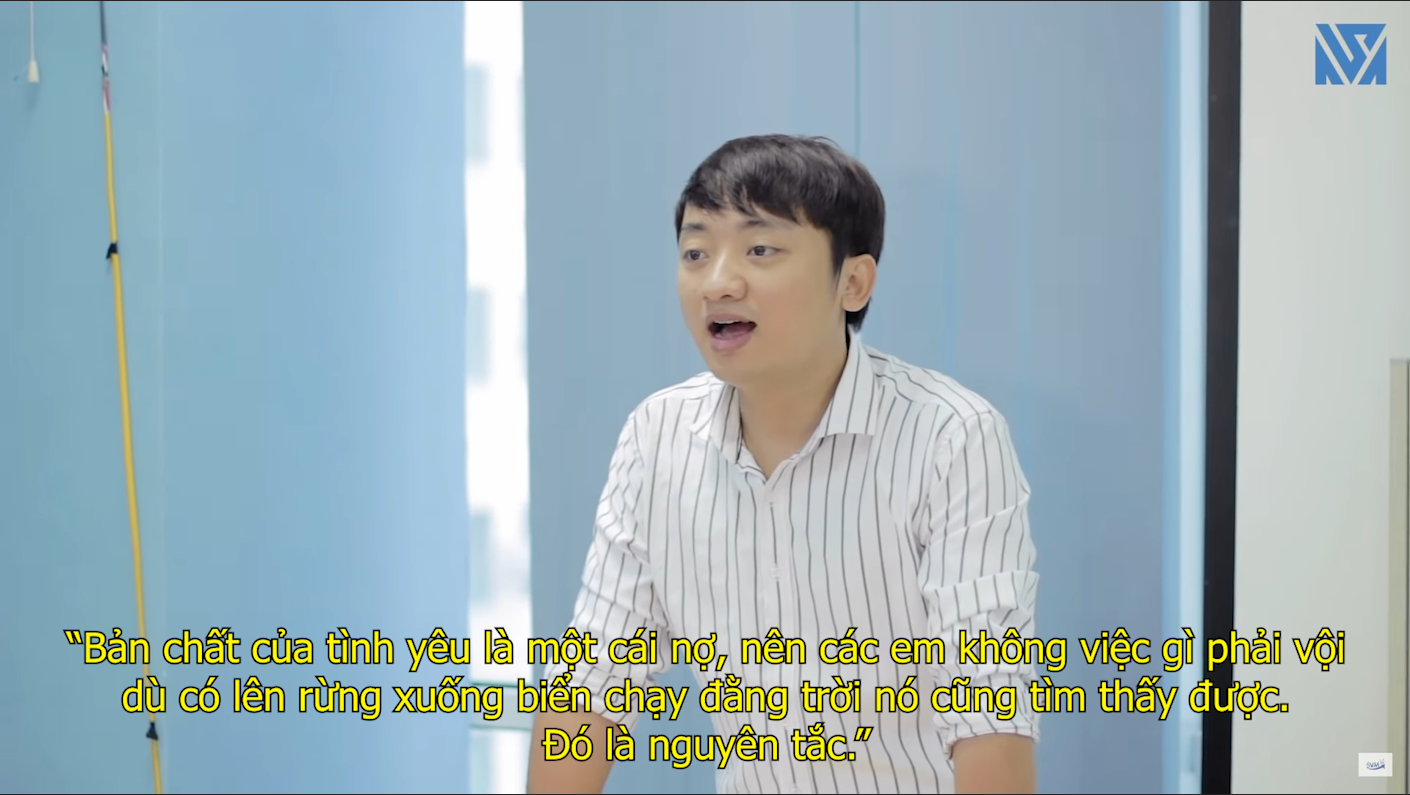 “Bản chất của tình yêu là một cái nợ, nên các em không việc gì phải vội
dù có lên rừng xuống biển chạy đằng trời nó cũng tìm thấy được.
Đó là nguyên tắc.”